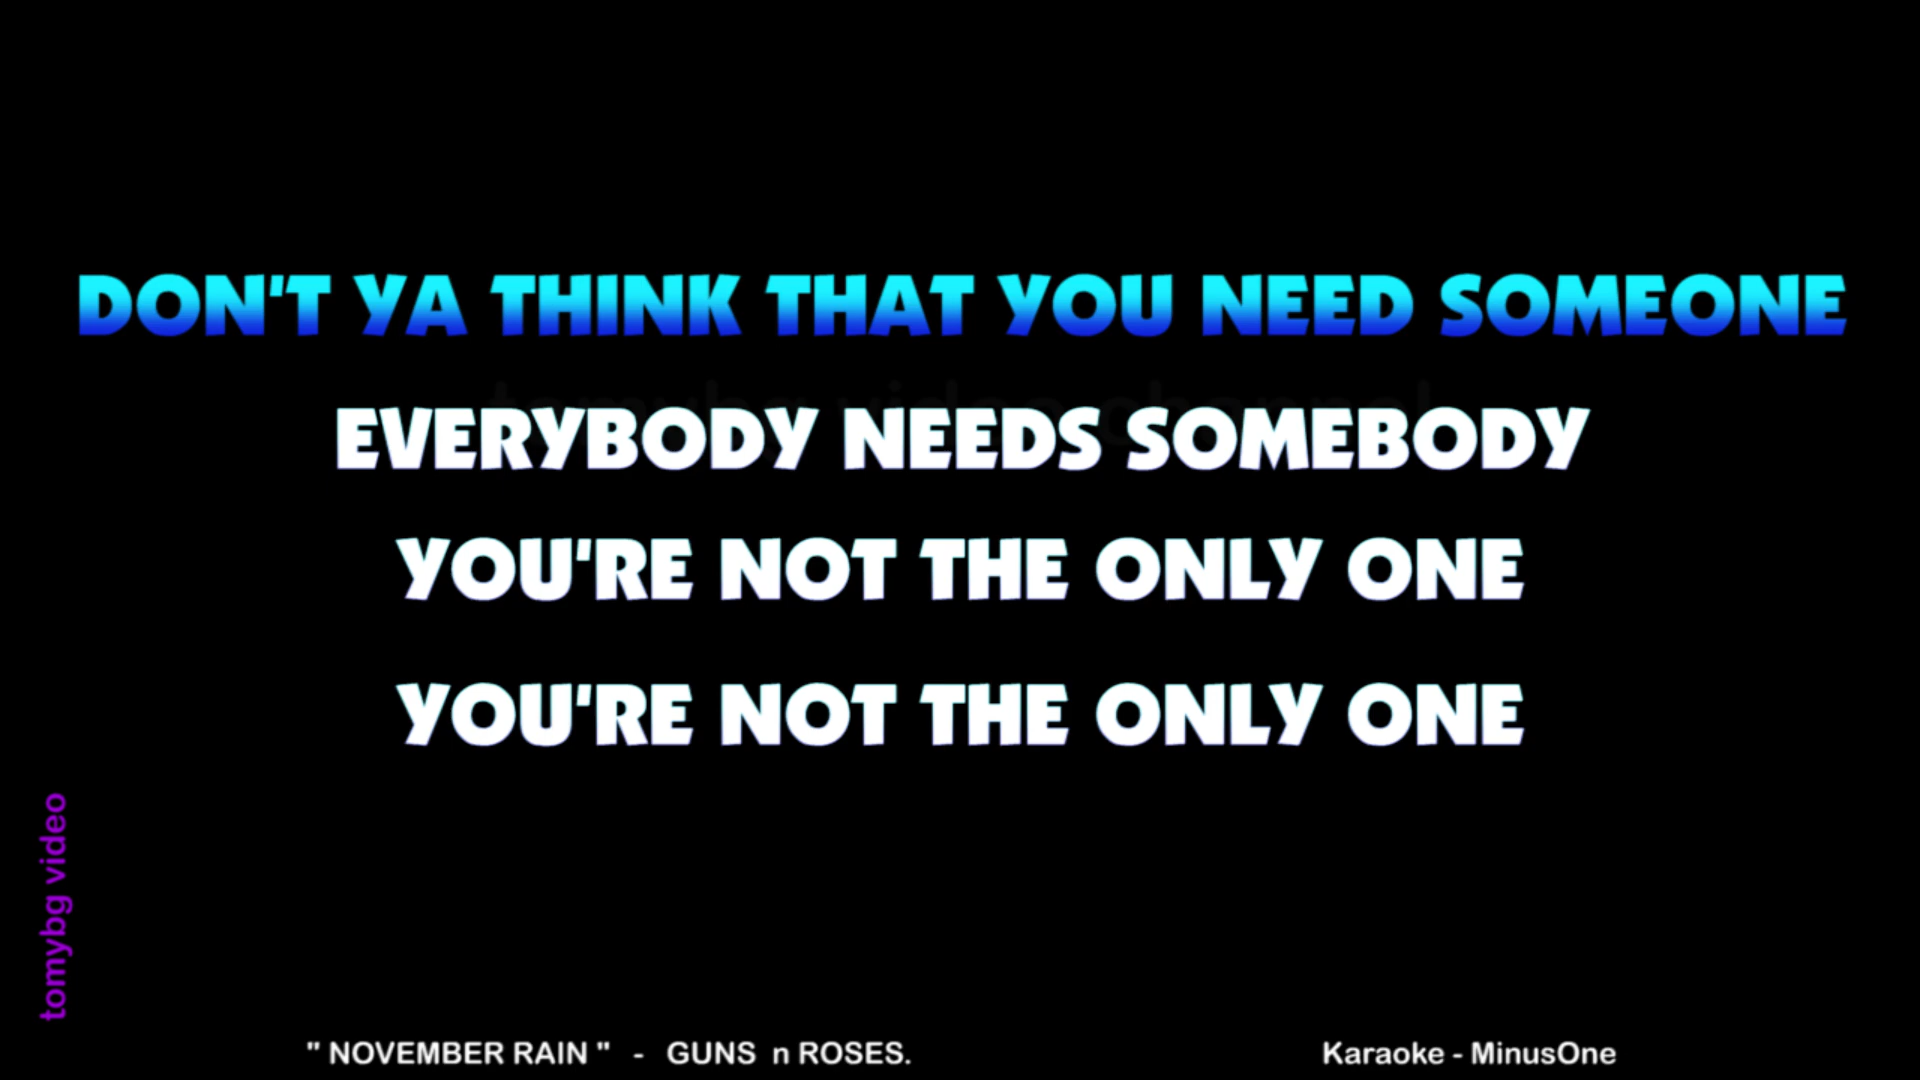 DON'T YA THINK THAT YOU NEED SOMEONE
EVERYBODY NEEDS SOMEBODY
YOU'RE NOT THE ONLY ONE
YOU'RE NOT THE ONLY ONE
tomybg video
" NOVEMBER RAIN " - GUNS n ROSES.
Karaoke - MinusOne